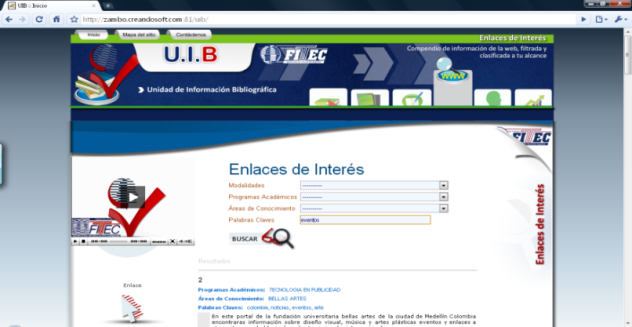 UIB :: Inicio
http://zambo.creandosoft.com:81/uib/
Inicio
Mapa del sitio
Contáctenos
Enlaces de Interés
Compendio de información de la web, filtrada y
clasificada a tu alcance
U.I.B
FITEC
Unidad de Información Bibliográfica
www
FITEC
Enlaces de Interés
Modalidades
Programas Académicos
Áreas de Conocimiento
Palabras Claves
eventos
BUSCAR
Enlaces de Interés
FITEC
Resultados
2
Enlace
Programas Académicos: TECNOLOGIA EN PUBLICIDAD
Áreas de Conocimiento: BELLAS ARTES
Palabras Claves: colombia, noticias, eventos, arte
En este portal de la fundación universitaria bellas artes de la ciudad de Medellín Colombia
encontraras información sobre diseño visual, música y artes plásticas eventos y enlaces a